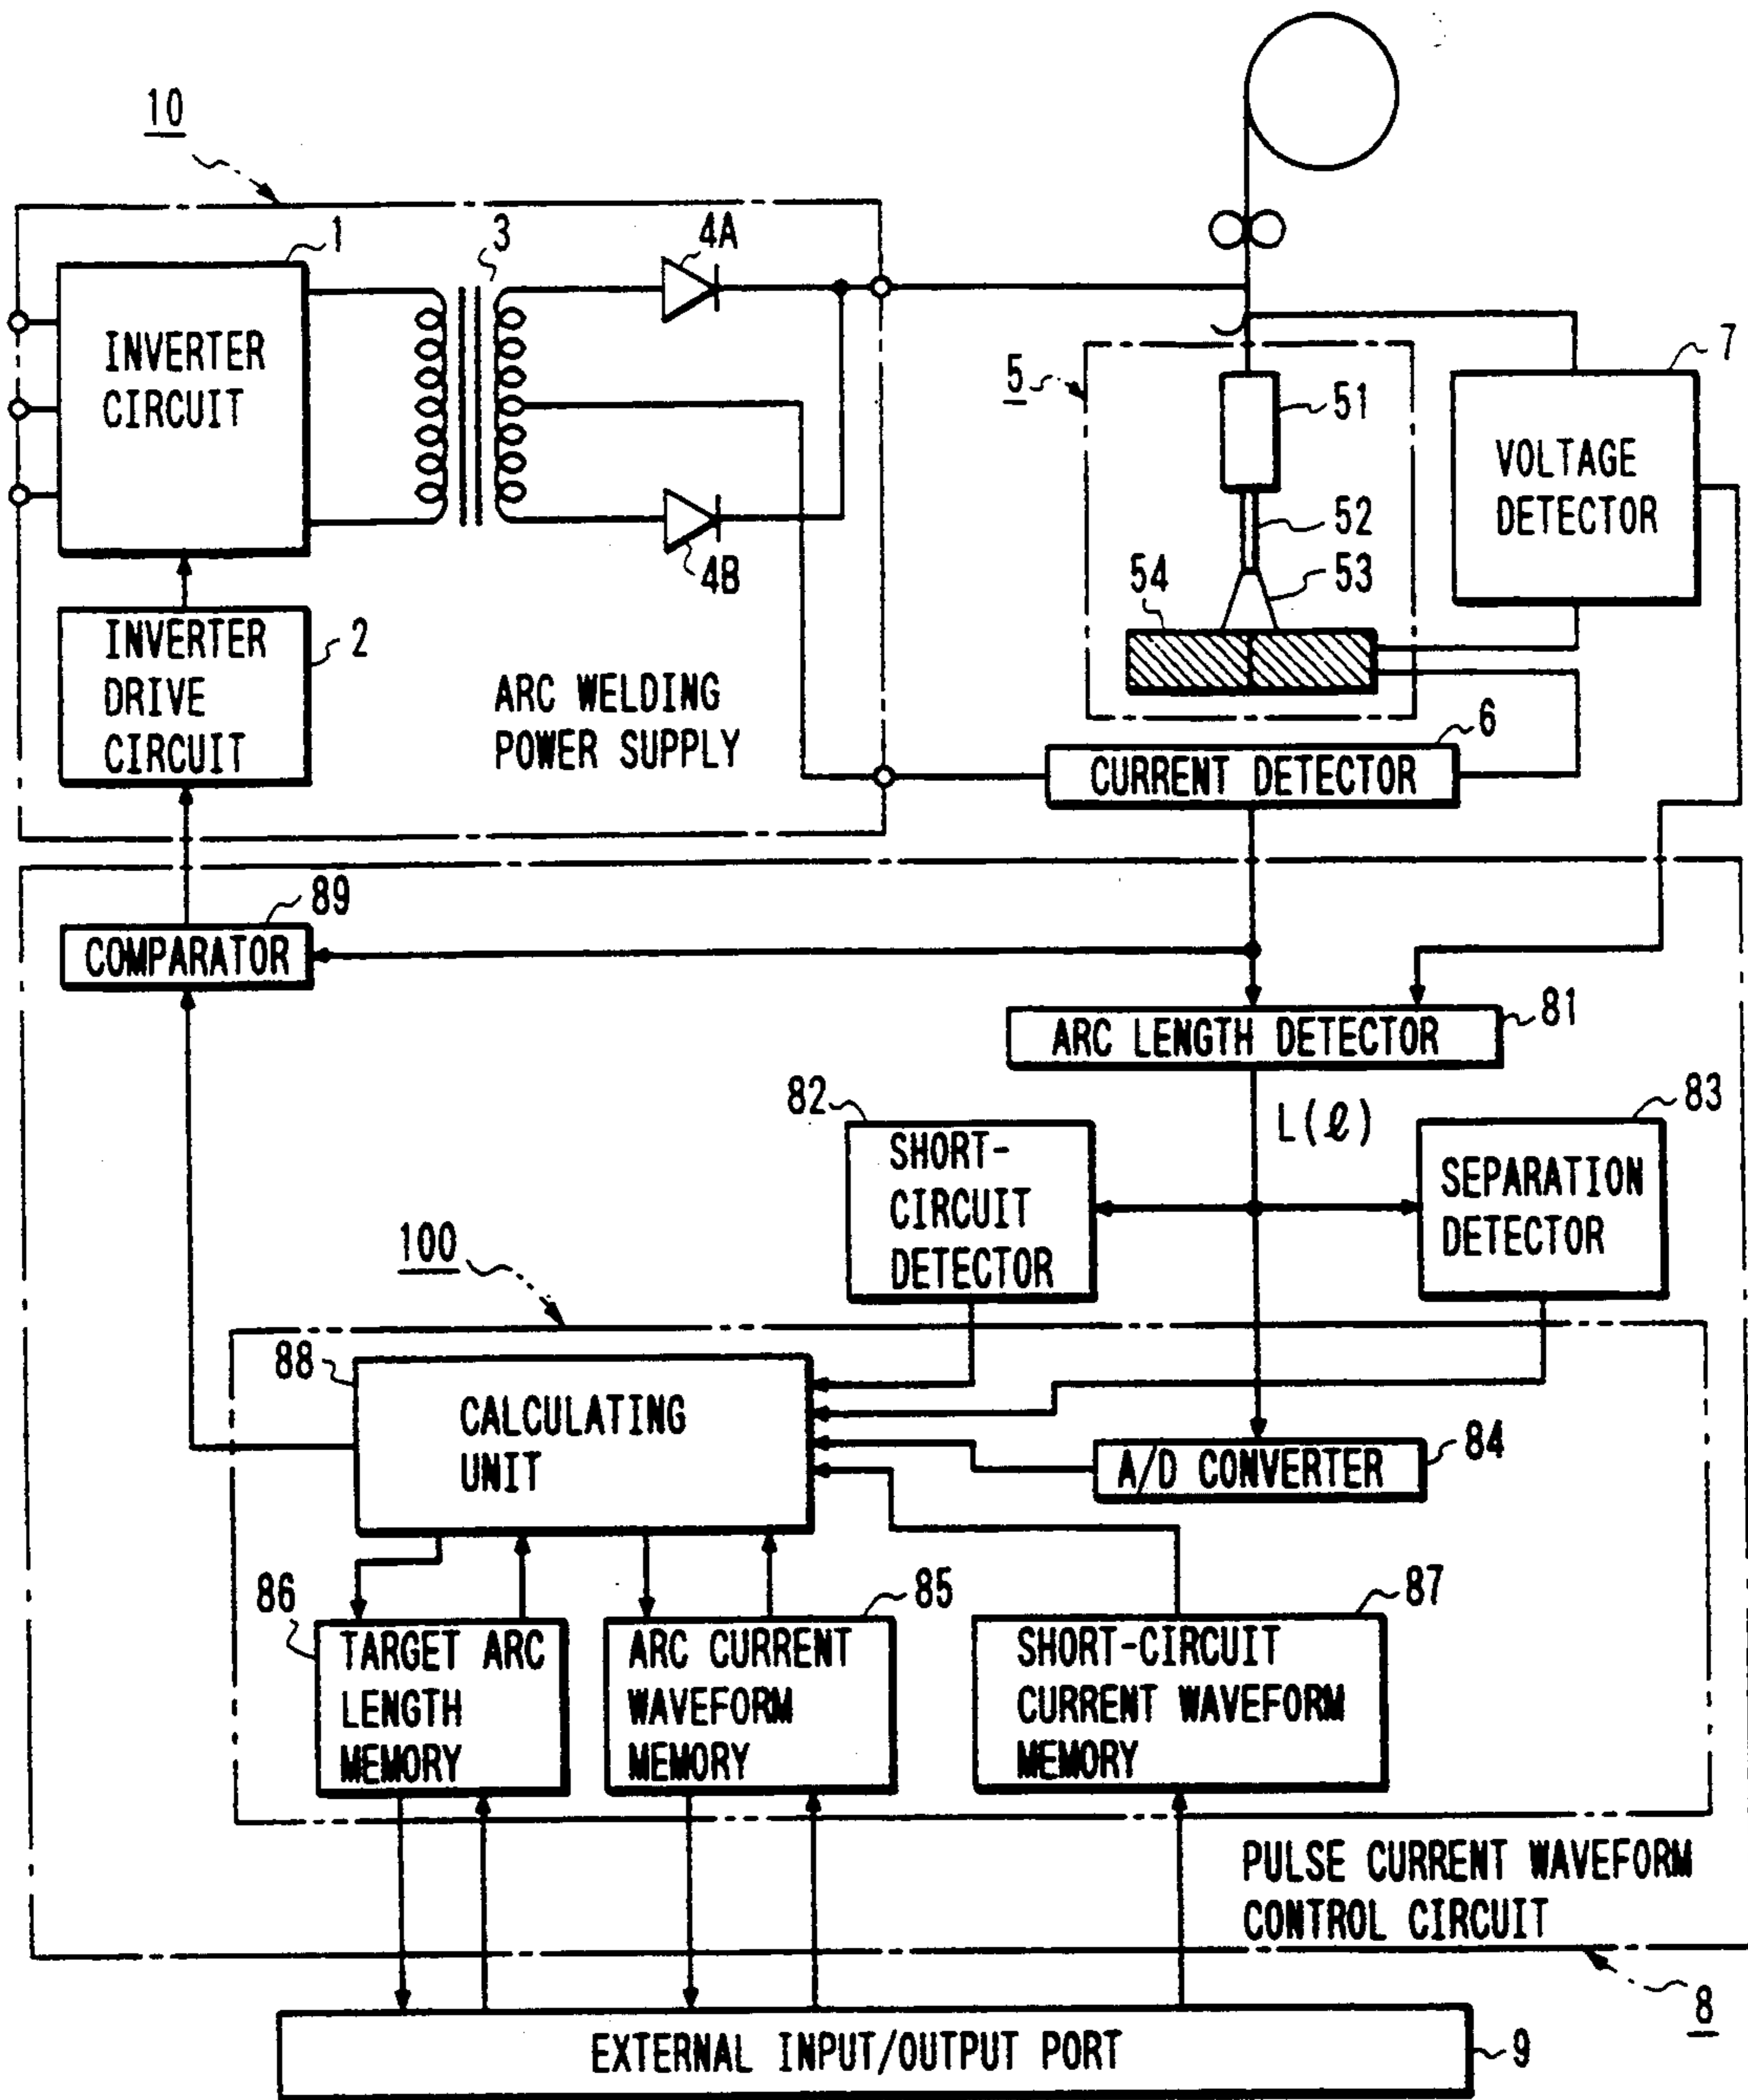 10
1
3
4A
INVERTER
CIRCUIT
4B
INVERTER
DRIVE
CIRCUIT
2
ARC WELDING
POWER SUPPLY
5
51
52
53
54
7
VOLTAGE
DETECTOR
6
CURRENT DETECTOR
89
COMPARATOR
81
ARC LENGTH DETECTOR
L(ℓ)
82
SHORT-
CIRCUIT
DETECTOR
83
SEPARATION
DETECTOR
100
88
CALCULATING
UNIT
84
A/D CONVERTER
86
TARGET ARC
LENGTH
MEMORY
85
ARC CURRENT
WAVEFORM
MEMORY
87
SHORT-CIRCUIT
CURRENT WAVEFORM
MEMORY
PULSE CURRENT WAVEFORM
CONTROL CIRCUIT
8
EXTERNAL INPUT/OUTPUT PORT
9